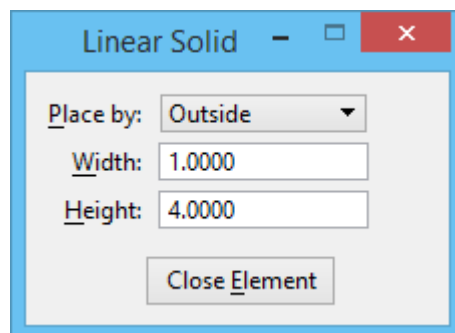 Linear Solid
Place by: Outside
Width: 1.0000
Height: 4.0000
Close Element